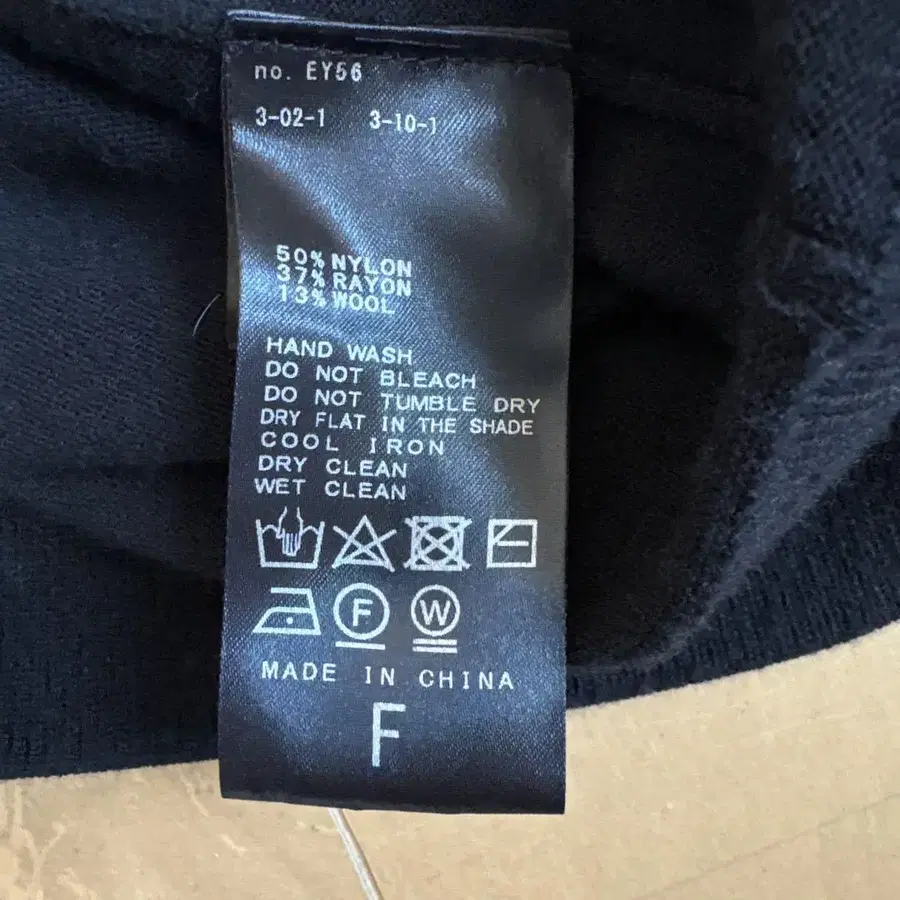 no. EY56
3-02-1 3-10-1
50% NYLON
37% RAYON
13% WOOL
HAND WASH
DO NOT BLEACH
DO NOT TUMBLE DRY
DRY FLAT IN THE SHADE
COOL IRON
DRY CLEAN
WET CLEAN
F W
MADE IN CHINA
F